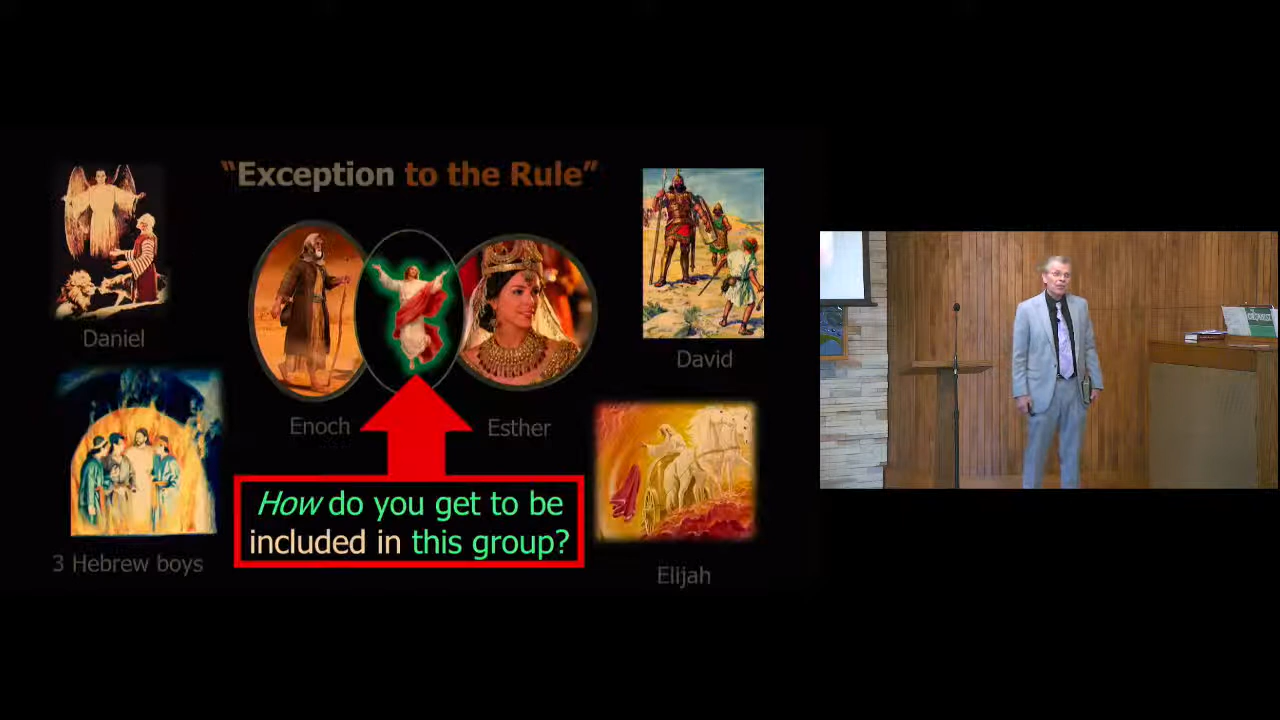 “Exception to the Rule”
Daniel
Enoch
Esther
David
How do you get to be
included in this group?
3 Hebrew boys
Elijah